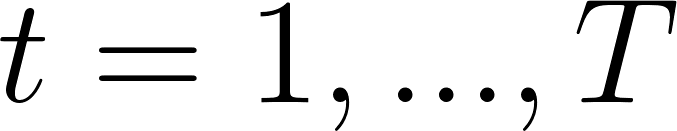 t = 1, ..., T